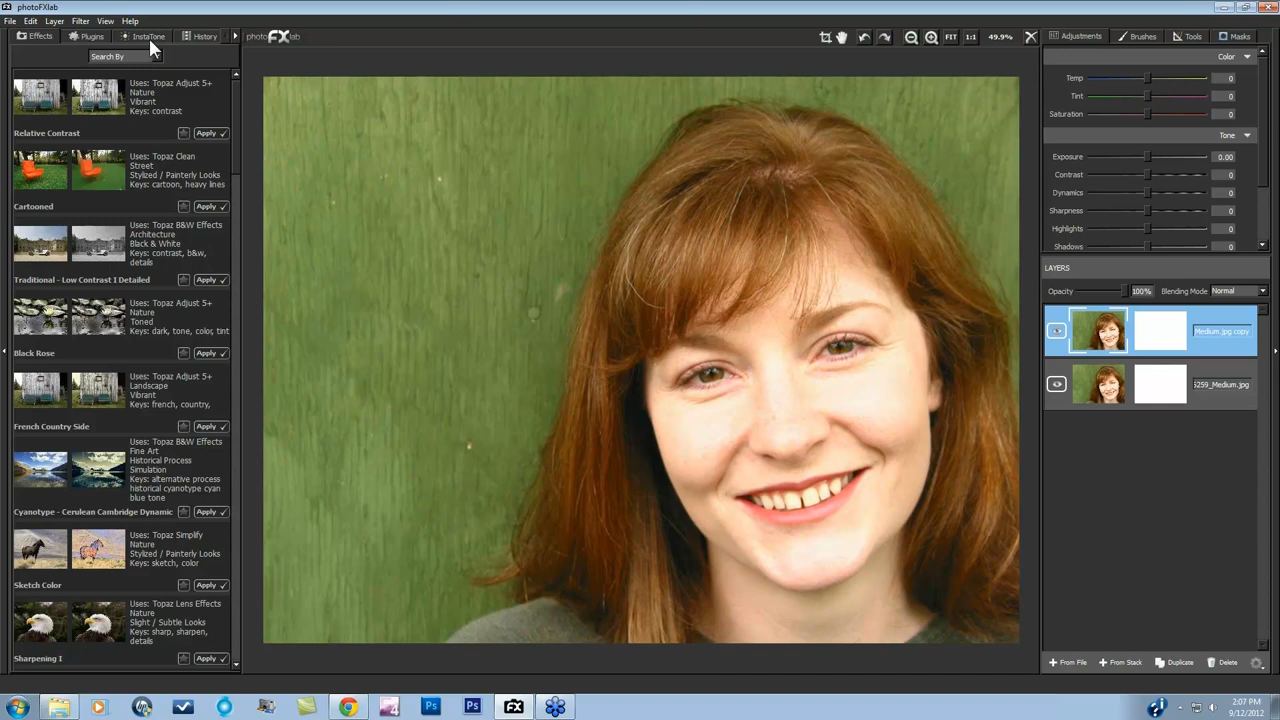 FX photoFXlab
File Edit Layer Filter View Help
Effects Plugins InstaTone History
photoFXlab
FIT 1:1 49.9%
Adjustments Brushes Tools Masks
Search By
Uses: Topaz Adjust 5+
Nature
Vibrant
Keys: contrast
Relative Contrast Apply
Uses: Topaz Clean
Street
Stylized / Painterly Looks
Keys: cartoon, heavy lines
Cartooned Apply
Uses: Topaz B&W Effects
Architecture
Black & White
Keys: contrast, b&w,
details
Traditional - Low Contrast I Detailed Apply
Uses: Topaz Adjust 5+
Nature
Toned
Keys: dark, tone, color, tint
Black Rose Apply
Uses: Topaz Adjust 5+
Landscape
Vibrant
Keys: french, country,
French Country Side Apply
Uses: Topaz B&W Effects
Fine Art
Historical Process
Simulation
Keys: alternative process
historical cyanotype cyan
blue tone
Cyanotype - Cerulean Cambridge Dynamic Apply
Uses: Topaz Simplify
Nature
Stylized / Painterly Looks
Keys: sketch, color
Sketch Color Apply
Uses: Topaz Lens Effects
Nature
Slight / Subtle Looks
Keys: sharp, sharpen,
details
Sharpening I Apply
Color
Temp 0
Tint 0
Saturation 0
Tone
Exposure 0.00
Contrast 0
Dynamics 0
Sharpness 0
Highlights 0
Shadows 0
LAYERS
Opacity 100% Blending Mode Normal
Medium.jpg copy
5259_Medium.jpg
From File From Stack Duplicate Delete
Ps Ps FX
2:07 PM
9/12/2012